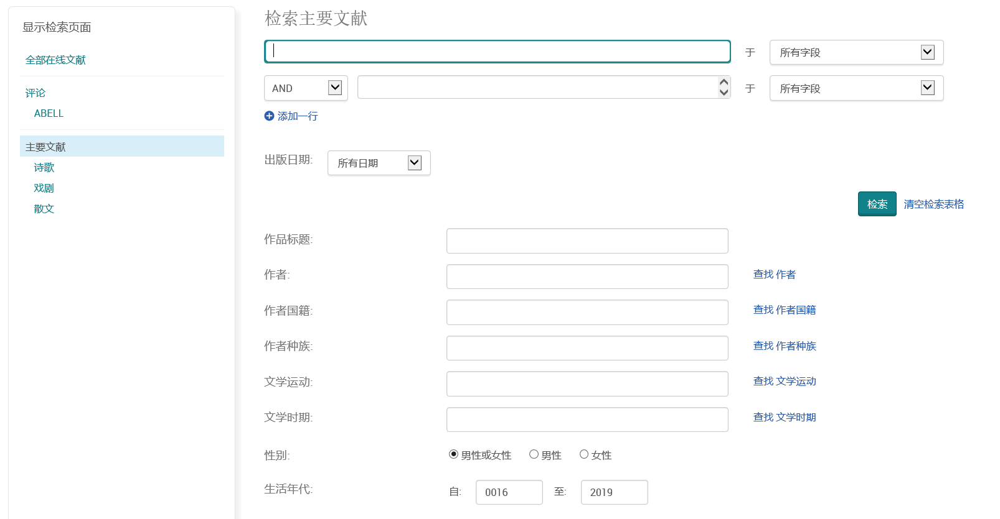 显示检索页面
全部在线文献
评论
ABELL
主要文献
诗歌
戏剧
散文
检索主要文献
于 所有字段
AND 于 所有字段
添加一行
出版日期: 所有日期
检索 清空检索表格
作品标题:
作者: 查找 作者
作者国籍: 查找 作者国籍
作者种族: 查找 作者种族
文学运动: 查找 文学运动
文学时期: 查找 文学时期
性别: 男性或女性 男性 女性
生活年代: 自: 0016 至: 2019